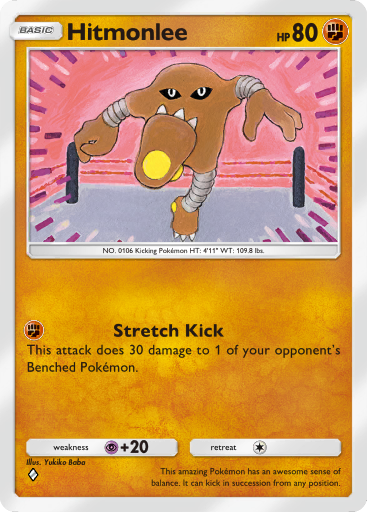 BASIC Hitmonlee HP 80
NO. 0106 Kicking Pokémon HT: 4'11" WT: 109.8 lbs.
Stretch Kick
This attack does 30 damage to 1 of your opponent's
Benched Pokémon.
weakness +20 retreat
Illus. Yukiko Baba
This amazing Pokémon has an awesome sense of
balance. It can kick in succession from any position.